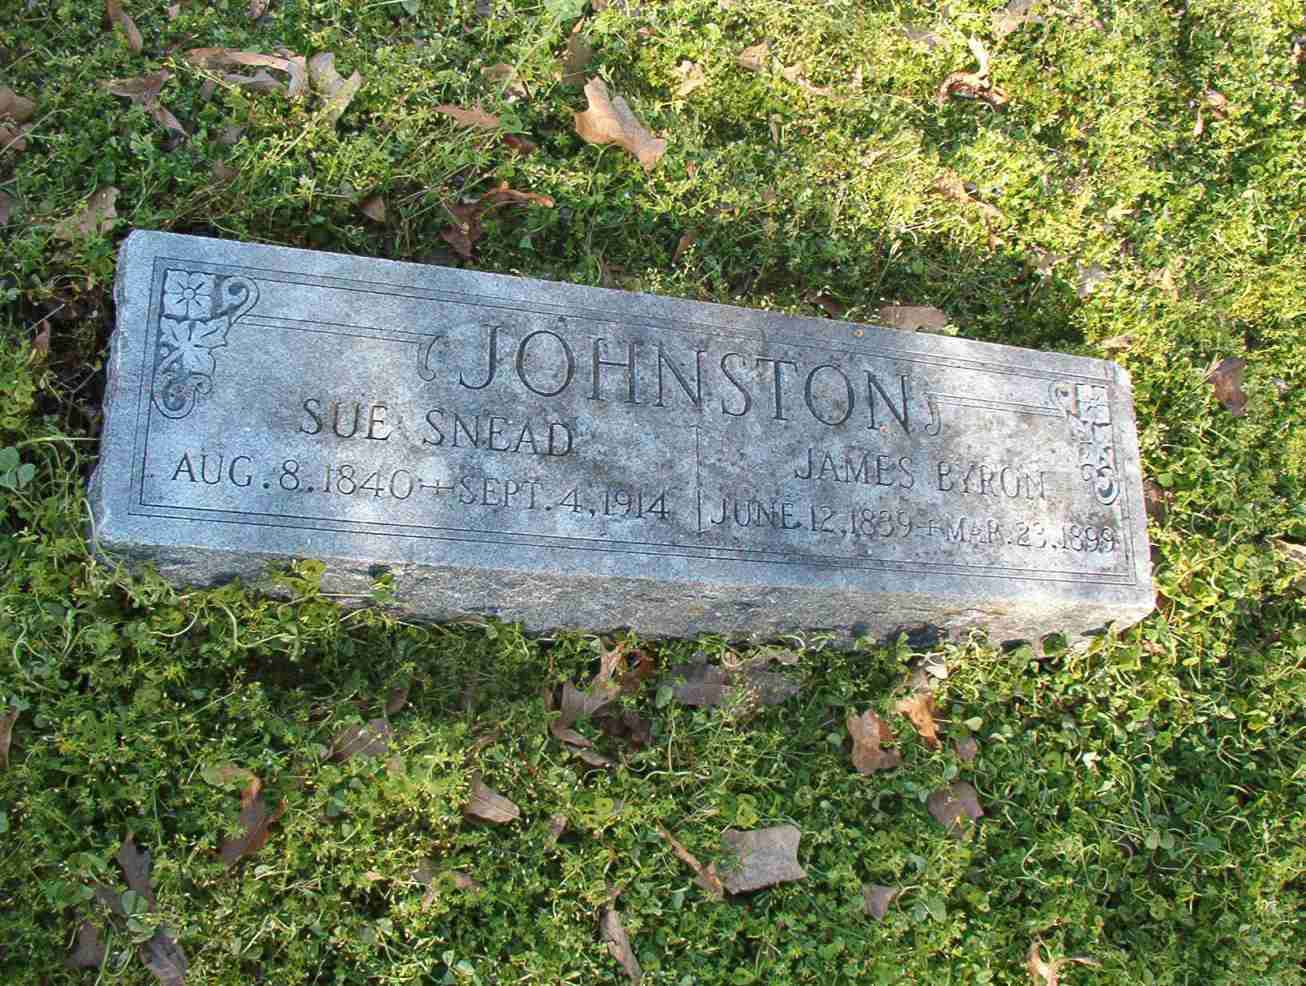 JOHNSTON
SUE SNEAD
AUG. 8. 1840 + SEPT. 4, 1914
JAMES BYRON
JUNE 12, 1839 + MAR. 23, 1899